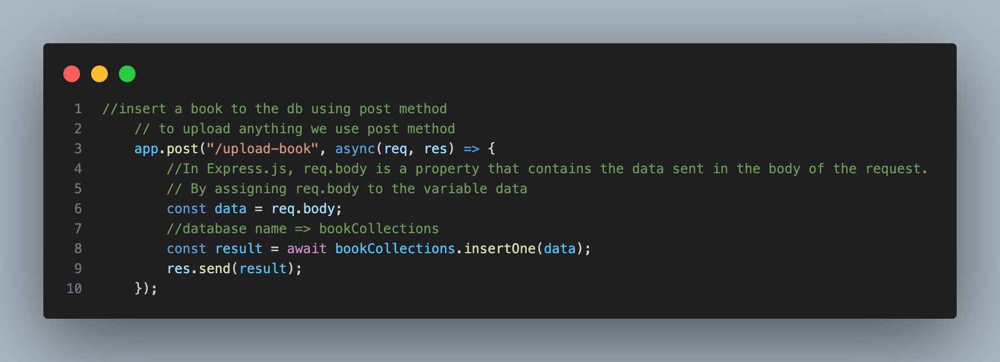 1 //insert a book to the db using post method
2 // to upload anything we use post method
3 app.post("/upload-book", async(req, res) => {
4 //In Express.js, req.body is a property that contains the data sent in the body of the request.
5 // By assigning req.body to the variable data
6 const data = req.body;
7 //database name => bookCollections
8 const result = await bookCollections.insertOne(data);
9 res.send(result);
10 });